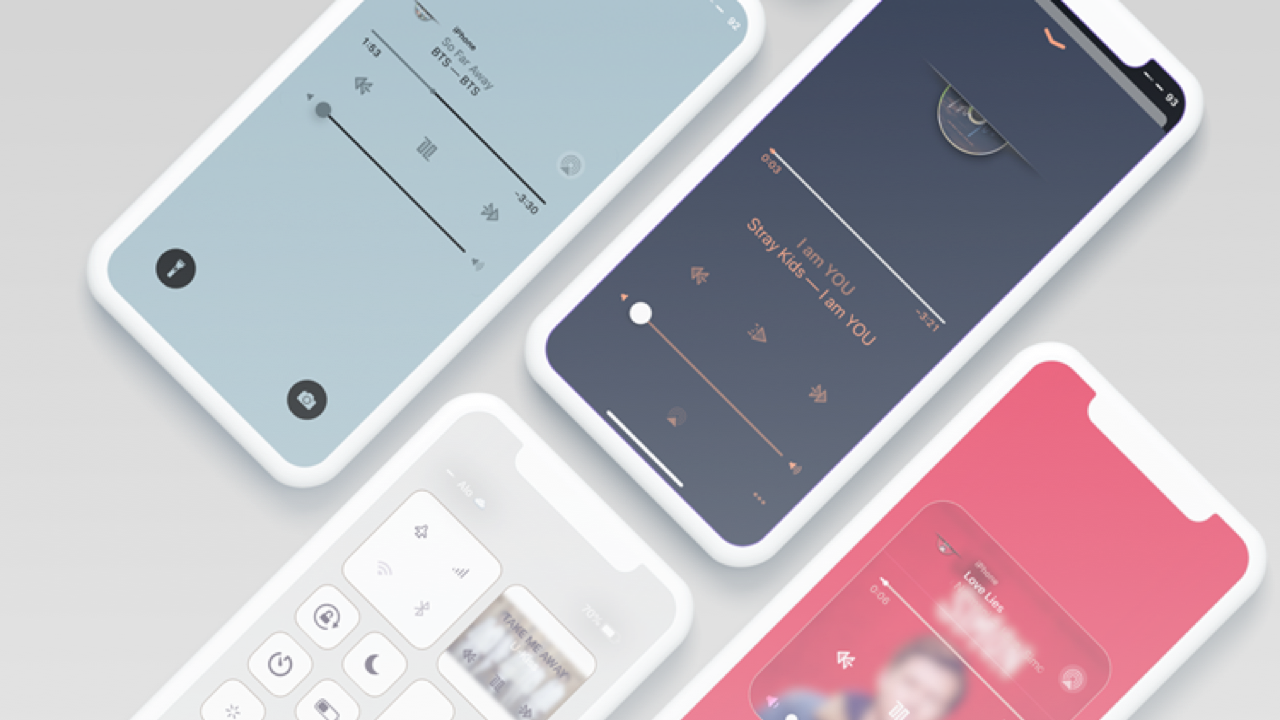 92
iPhone
So Far Away
BTS — BTS
1:53
-3:30
93
0:03
-3:21
I am YOU
Stray Kids — I am YOU
Alo
70%
TAKE ME AWAY
iPhone
Love Lies
0:06